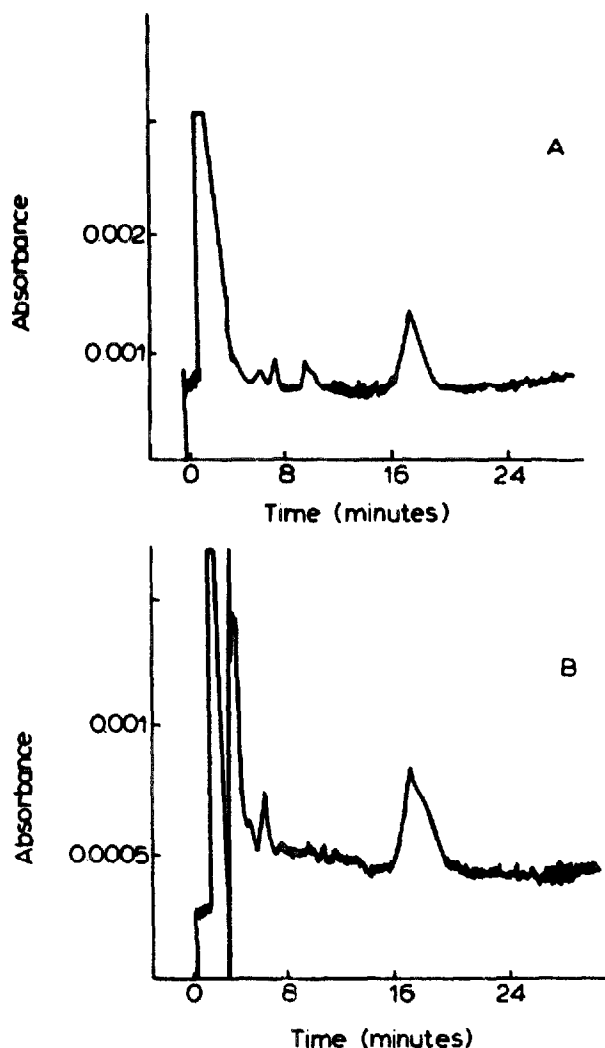 A
Absorbance
0.002
0.001
0 8 16 24
Time (minutes)
B
Absorbance
0.001
0.0005
0 8 16 24
Time (minutes)